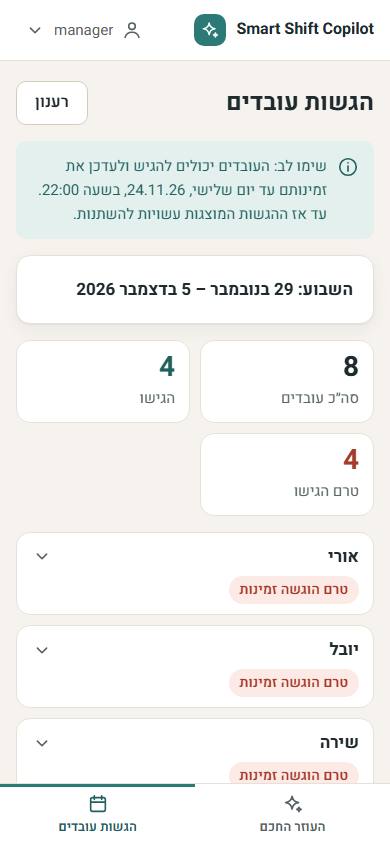 Smart Shift Copilot
manager
הגשות עובדים
רענון
שימו לב: העובדים יכולים להגיש ולעדכן את
זמינותם עד יום שלישי, 24.11.26, בשעה 22:00.
עד אז ההגשות המוצגות עשויות להשתנות.
השבוע: 29 בנובמבר – 5 בדצמבר 2026
8
סה״כ עובדים
4
הגישו
4
טרם הגישו
אורי
טרם הוגשה זמינות
יובל
טרם הוגשה זמינות
שירה
טרם הוגשה זמינות
העוזר החכם
הגשות עובדים